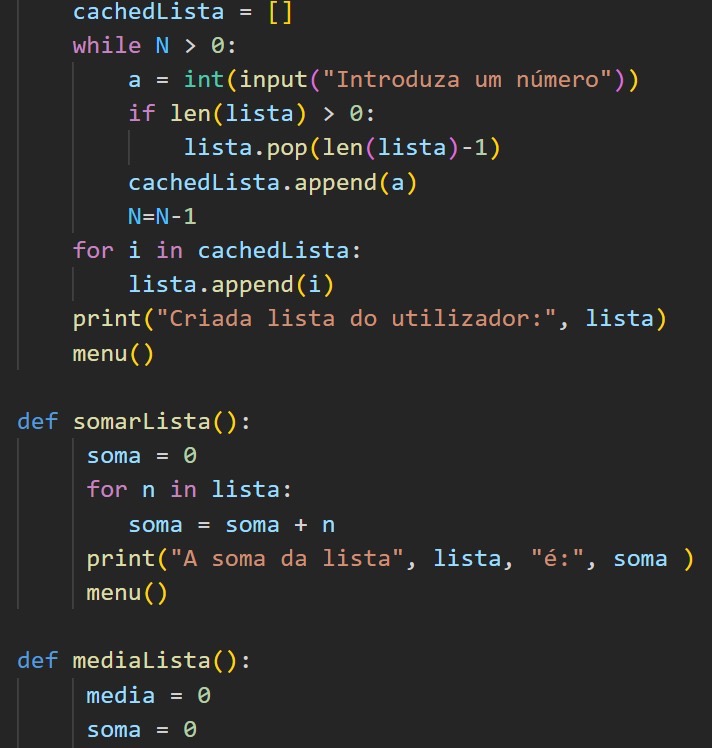 cachedLista = []
while N > 0:
a = int(input("Introduza um número"))
if len(lista) > 0:
lista.pop(len(lista)-1)
cachedLista.append(a)
N=N-1
for i in cachedLista:
lista.append(i)
print("Criada lista do utilizador:", lista)
menu()
def somarLista():
soma = 0
for n in lista:
soma = soma + n
print("A soma da lista", lista, "é:", soma )
menu()
def mediaLista():
media = 0
soma = 0